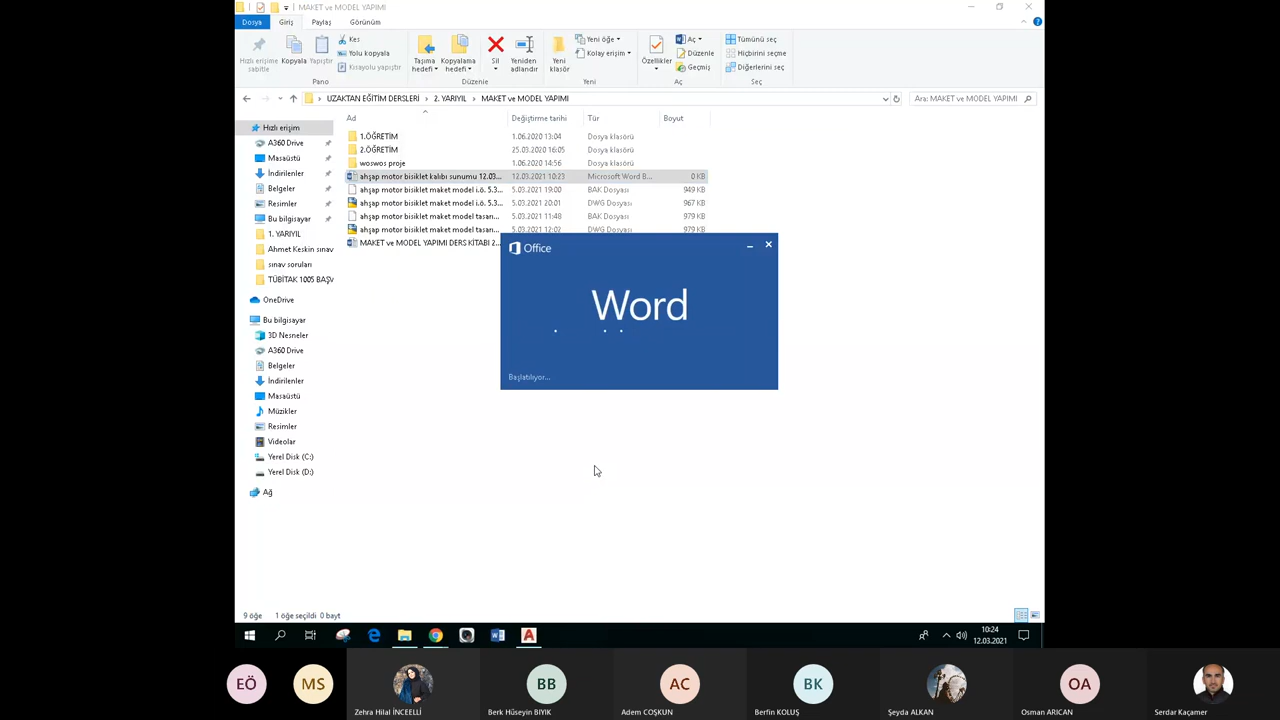 MAKET ve MODEL YAPIMI
Dosya Giriş Paylaş Görünüm
Hızlı erişime sabitle
Kopyala
Yapıştır
Kes
Yolu kopyala
Kısayolu yapıştır
Pano
Taşıma hedefi
Kopyalama hedefi
Sil
Yeniden adlandır
Düzenle
Yeni klasör
Yeni öğe
Kolay erişim
Yeni
Özellikler
Aç
Düzenle
Geçmiş
Aç
Tümünü seç
Hiçbirini seçme
Diğerlerini seç
Seç
UZAKTAN EĞİTİM DERSLERİ > 2. YARIYIL > MAKET ve MODEL YAPIMI
Ara: MAKET ve MODEL YAPIMI
Ad Değiştirme tarihi Tür Boyut
1.ÖĞRETİM 1.06.2020 13:04 Dosya klasörü
2.ÖĞRETİM 25.03.2020 16:05 Dosya klasörü
woswos proje 1.06.2020 14:56 Dosya klasörü
ahşap motor bisiklet kalıbı sunumu 12.03... 12.03.2021 10:23 Microsoft Word B... 0 KB
ahşap motor bisiklet maket model i.ö. 5.3... 5.03.2021 19:00 BAK Dosyası 949 KB
ahşap motor bisiklet maket model i.ö. 5.3... 5.03.2021 20:01 DWG Dosyası 967 KB
ahşap motor bisiklet maket model tasarı... 5.03.2021 11:48 BAK Dosyası 979 KB
ahşap motor bisiklet maket model tasarı... 5.03.2021 12:02 DWG Dosyası 979 KB
MAKET ve MODEL YAPIMI DERS KİTABI 2...
Hızlı erişim
A360 Drive
Masaüstü
İndirilenler
Belgeler
Resimler
Bu bilgisayar
1. YARIYIL
Ahmet Keskin sınav
sınav soruları
TÜBİTAK 1005 BAŞV
OneDrive
Bu bilgisayar
3D Nesneler
A360 Drive
Belgeler
İndirilenler
Masaüstü
Müzikler
Resimler
Videolar
Yerel Disk (C:)
Yerel Disk (D:)
Ağ
Office
Word
Başlatılıyor...
9 öğe 1 öğe seçildi 0 bayt
10:24
12.03.2021
EÖ
MS
Zehra Hilal İNCEELLİ
BB
Berk Hüseyin BIYIK
AC
Adem COŞKUN
BK
Berfin KOLUŞ
Şeyda ALKAN
OA
Osman ARICAN
Serdar Kaçamer